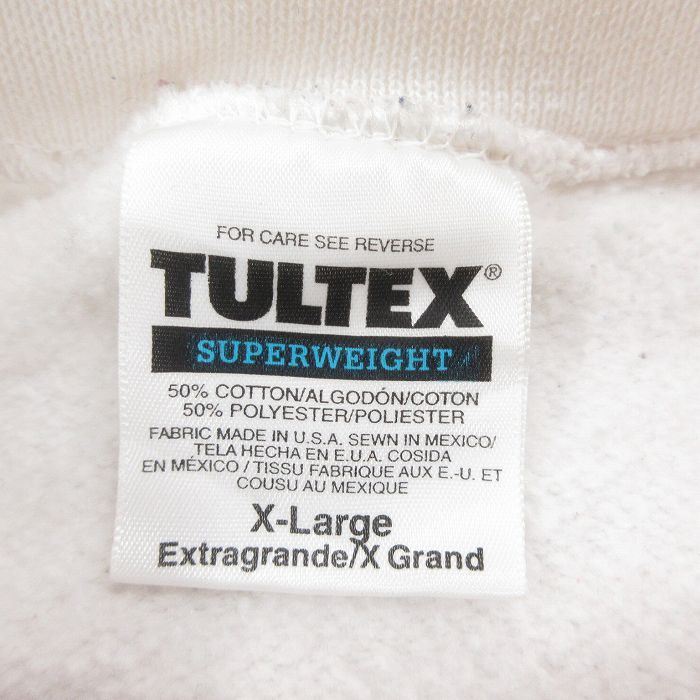 FOR CARE SEE REVERSE
TULTEX®
SUPERWEIGHT
50% COTTON/ALGODÓN/COTON
50% POLYESTER/POLIESTER
FABRIC MADE IN U.S.A. SEWN IN MEXICO/
TELA HECHA EN E.U.A. COSIDA
EN MÉXICO / TISSU FABRIQUE AUX E.-U. ET
COUSU AU MEXIQUE
X-Large
Extragrande/X Grand